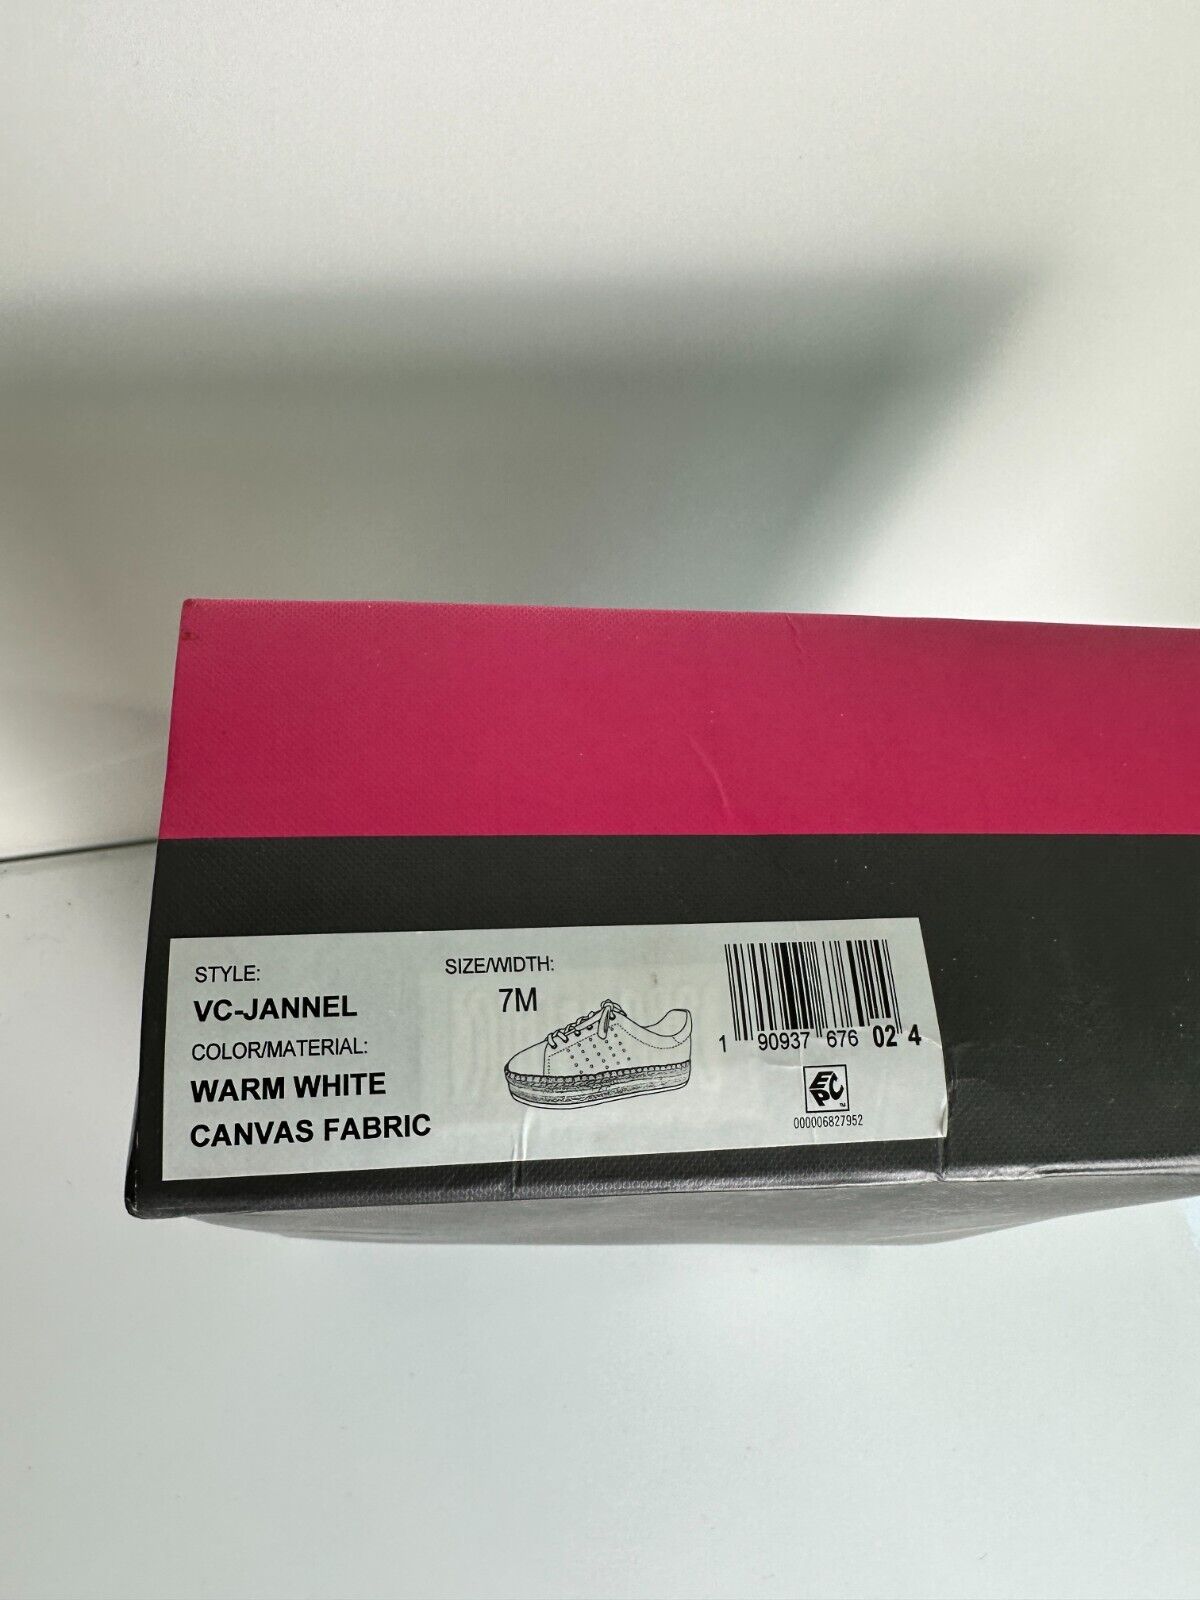 STYLE:
VC-JANNEL
COLOR/MATERIAL:
WARM WHITE
CANVAS FABRIC
SIZE/WIDTH:
7M
1 90937 676 02 4
EPC
™
000006827952